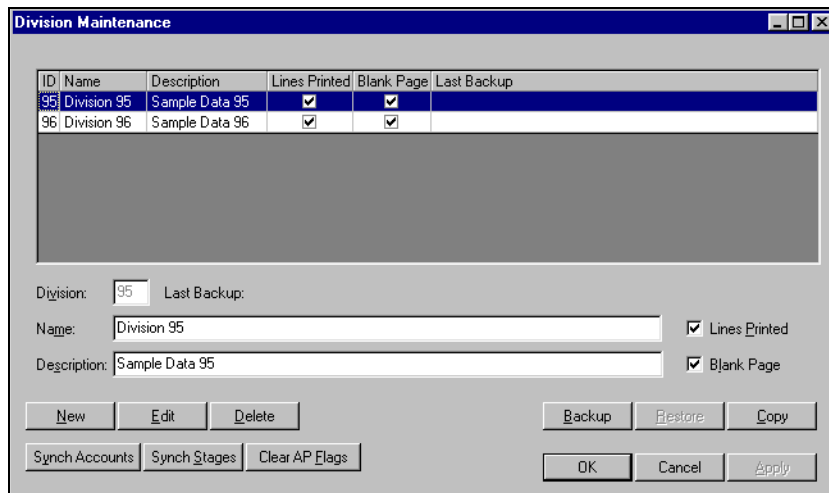 Division Maintenance
ID Name Description Lines Printed Blank Page Last Backup
95 Division 95 Sample Data 95
96 Division 96 Sample Data 96
Division: 95 Last Backup:
Name: Division 95 Lines Printed
Description: Sample Data 95 Blank Page
New Edit Delete Backup Restore Copy
Synch Accounts Synch Stages Clear AP Flags OK Cancel Apply